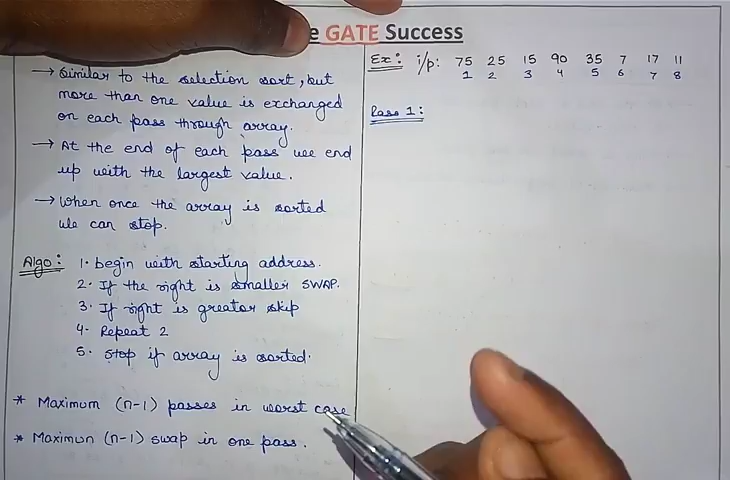 e GATE Success
→ Similar to the selection sort, but
more than one value is exchanged
on each pass through array.
→ At the end of each pass we end
up with the largest value.
→ When once the array is sorted
we can stop.
Algo: 1. begin with starting address.
2. If the right is smaller SWAP.
3. If right is greater skip
4. Repeat 2
5. Stop if array is sorted.
* Maximum (n-1) passes in worst case
* Maximun (n-1) swap in one pass.
Ex: i/p: 75 25 15 90 35 7 17 11
1 2 3 4 5 6 7 8
Pass 1: